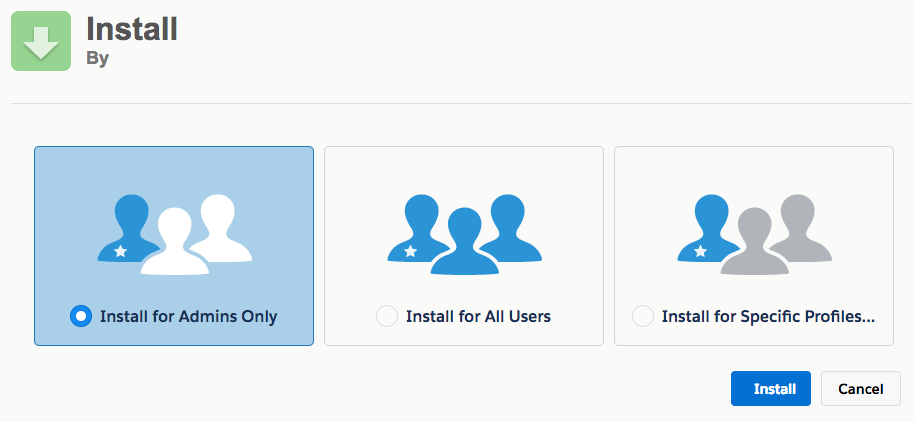 Install
By
Install for Admins Only
Install for All Users
Install for Specific Profiles...
Install
Cancel